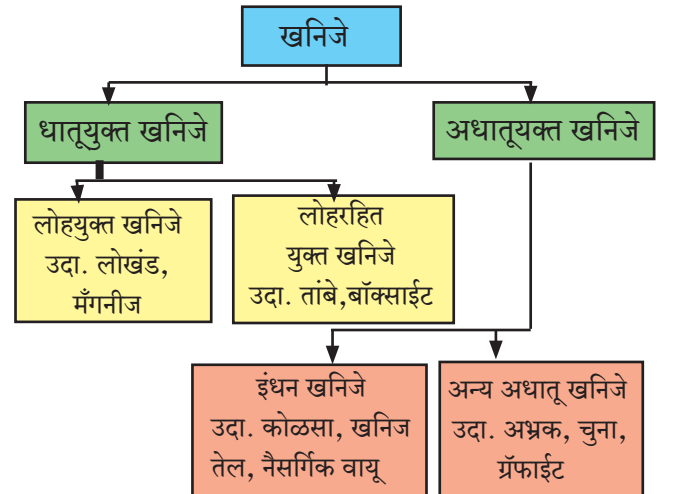 खनिजे
धातूयुक्त खनिजे
अधातूयक्त खनिजे
लोहयुक्त खनिजे
उदा. लोखंड,
मँगनीज
लोहरहित
युक्त खनिजे
उदा. तांबे,बॉक्साईट
इंधन खनिजे
उदा. कोळसा, खनिज
तेल, नैसर्गिक वायू
अन्य अधातू खनिजे
उदा. अभ्रक, चुना,
ग्रॅफाईट